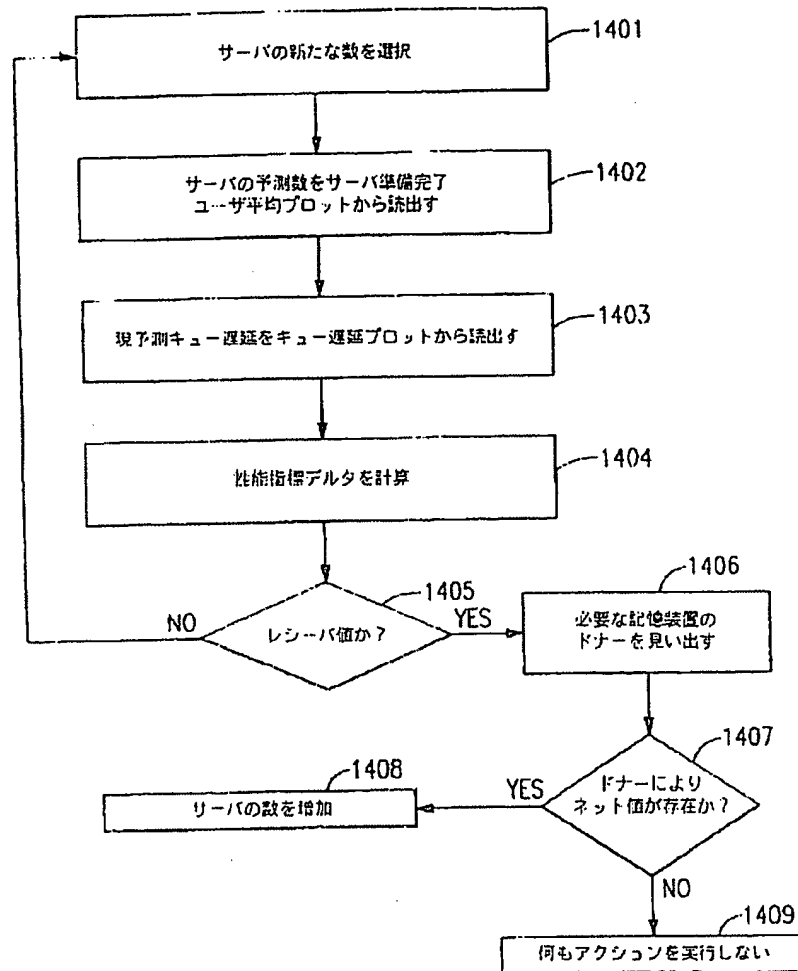 サーバの新たな数を選択
1401
サーバの予測数をサーバ準備完了
ユーザ平均プロットから読出す
1402
現予測キュー遅延をキュー遅延プロットから読出す
1403
性能指標デルタを計算
1404
レシーバ値か?
1405
NO
YES
必要な記憶装置の
ドナーを見い出す
1406
ドナーにより
ネット値が存在か?
1407
YES
サーバの数を増加
1408
NO
何もアクションを実行しない
1409